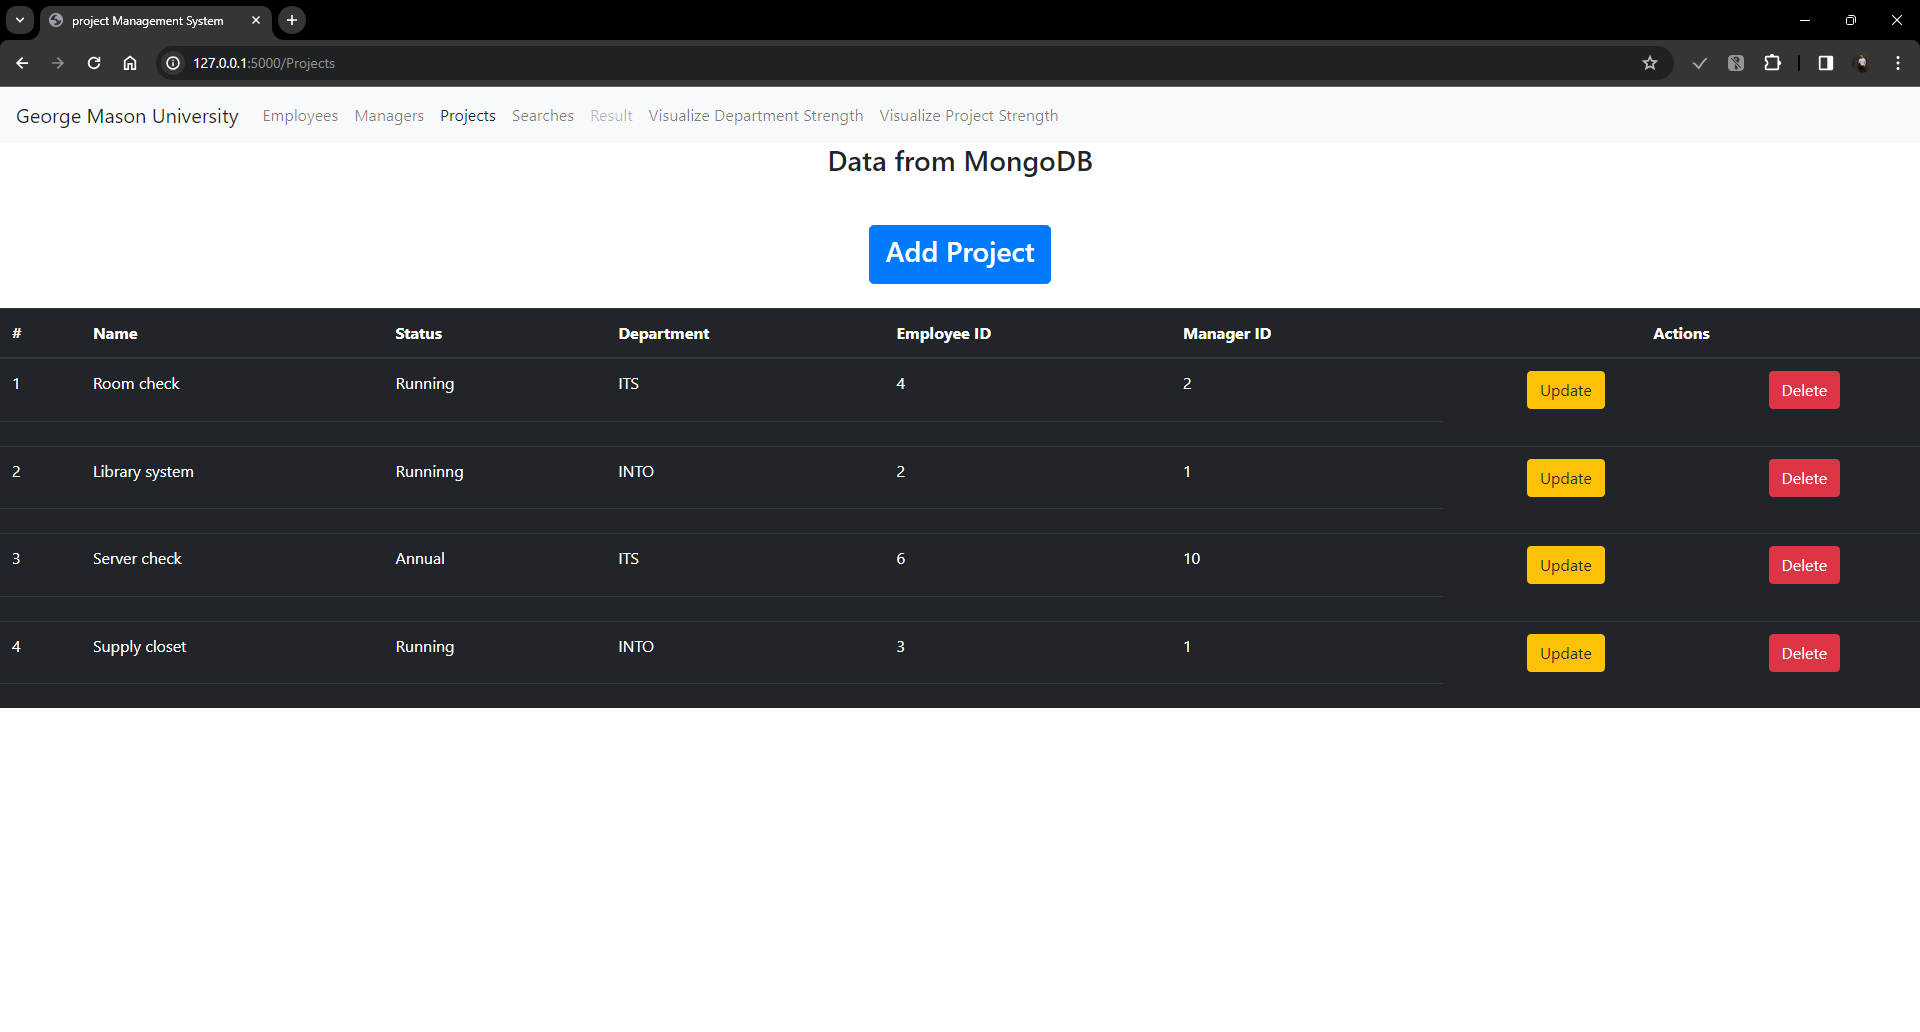 project Management System
127.0.0.1:5000/Projects
George Mason University Employees Managers Projects Searches Result Visualize Department Strength Visualize Project Strength
Data from MongoDB
Add Project
# Name Status Department Employee ID Manager ID Actions
1 Room check Running ITS 4 2 Update Delete
2 Library system Runninng INTO 2 1 Update Delete
3 Server check Annual ITS 6 10 Update Delete
4 Supply closet Running INTO 3 1 Update Delete